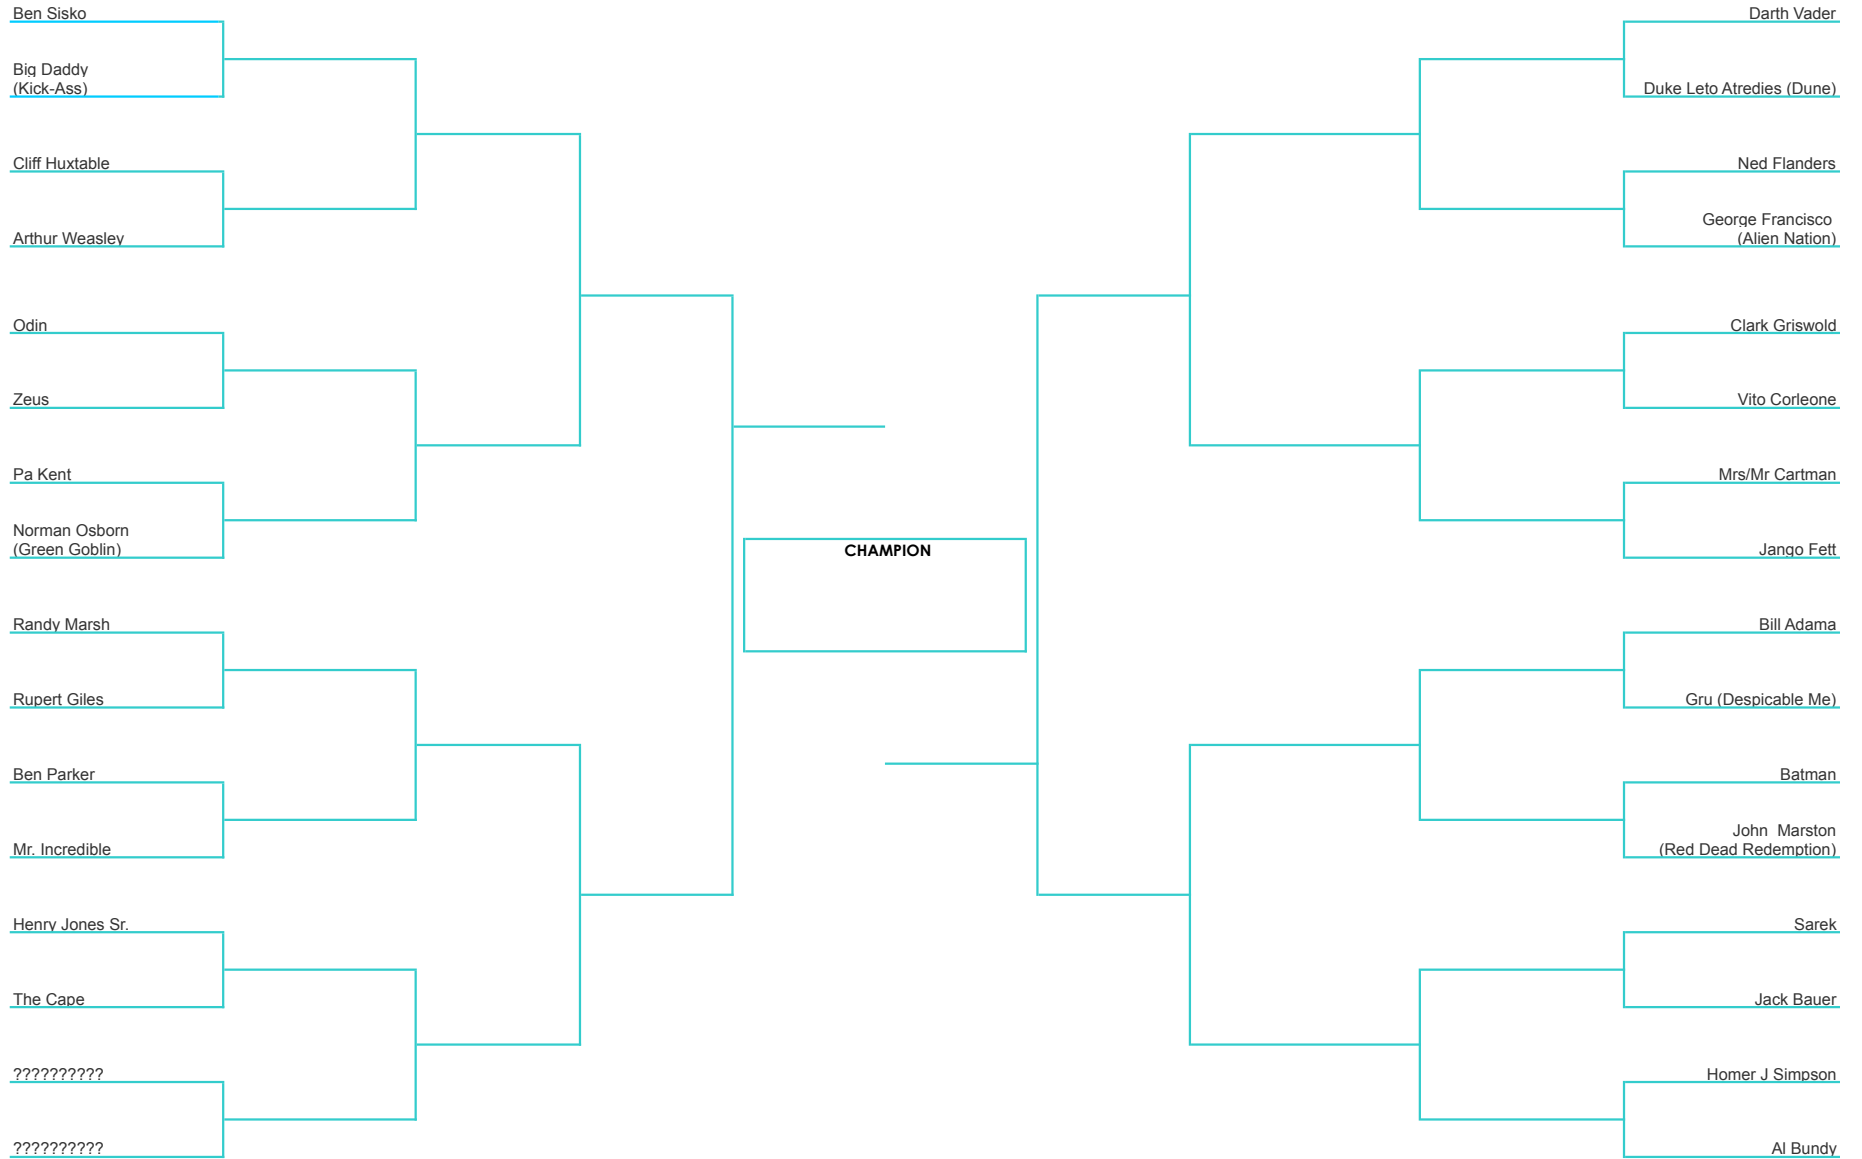 Ben Sisko
Big Daddy
(Kick-Ass)
Cliff Huxtable
Arthur Weasley
Odin
Zeus
Pa Kent
Norman Osborn
(Green Goblin)
Randy Marsh
Rupert Giles
Ben Parker
Mr. Incredible
Henry Jones Sr.
The Cape
??????????
??????????
CHAMPION
Darth Vader
Duke Leto Atredies (Dune)
Ned Flanders
George Francisco
(Alien Nation)
Clark Griswold
Vito Corleone
Mrs/Mr Cartman
Jango Fett
Bill Adama
Gru (Despicable Me)
Batman
John  Marston
(Red Dead Redemption)
Sarek
Jack Bauer
Homer J Simpson
Al Bundy